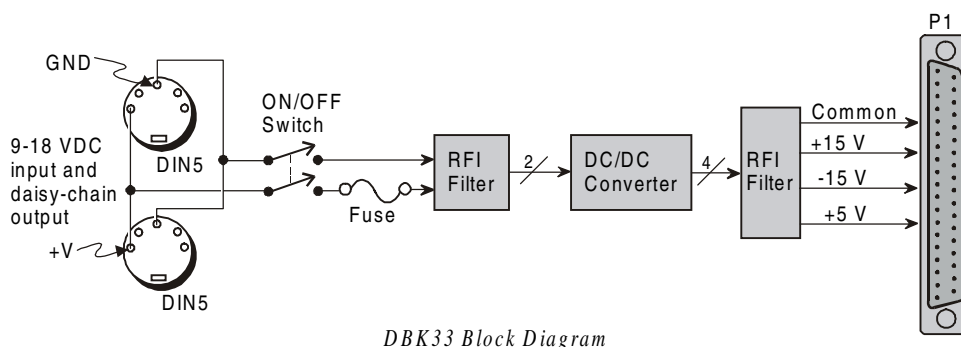 P1
GND
ON/OFF
Switch
DIN5
9-18 VDC
input and
daisy-chain
output
+V
DIN5
Fuse
RFI
Filter
2
DC/DC
Converter
4
RFI
Filter
Common
+15 V
-15 V
+5 V
DBK33 Block Diagram